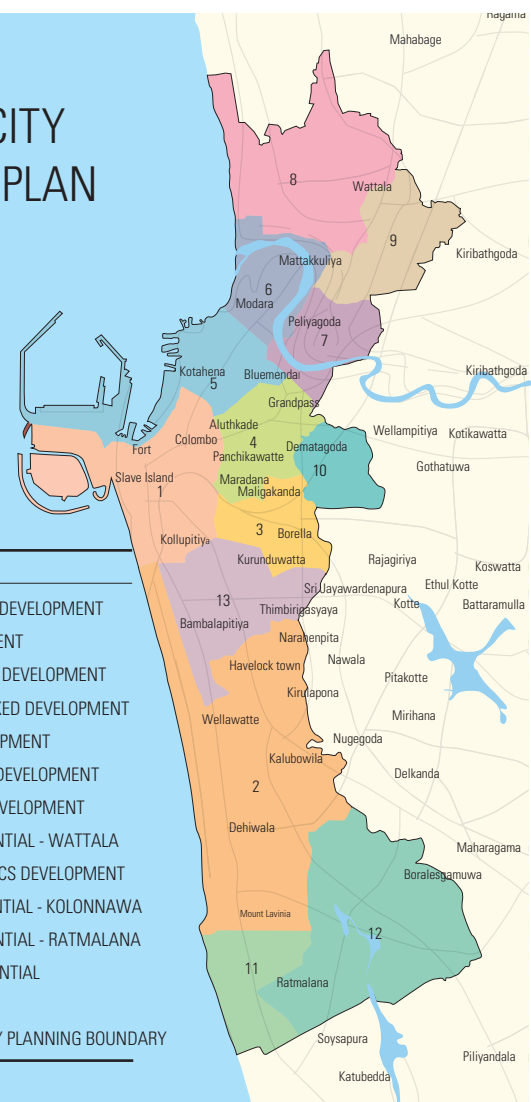 Ragama
Mahabage
CITY
PLAN
8
Wattala
9
Kiribathgoda
Mattakkuliya
6
Modara
Peliyagoda
7
Kotahena
5
Bluemendal
Kiribathgoda
Grandpass
Aluthkade
Wellampitiya
Kotikawatta
Colombo
4
Fort
Panchikawatte
Dematagoda
10
Gothatuwa
Slave Island
1
Maradana
Maligakanda
3
Borella
Kollupitiya
Kurunduwatta
Rajagiriya
Koswatta
Sri Jayawardenapura
Kotte
Ethul Kotte
Battaramulla
13
Thimbirigasyaya
Bambalapitiya
Narahenpita
Havelock town
Nawala
Pitakotte
Kirulapona
Wellawatte
Mirihana
Nugegoda
Kalubowila
Delkanda
2
Dehiwala
Maharagama
Boralesgamuwa
Mount Lavinia
12
11
Ratmalana
Soysapura
Piliyandala
Katubedda
DEVELOPMENT
ENT
DEVELOPMENT
KED DEVELOPMENT
PMENT
DEVELOPMENT
VELOPMENT
NTIAL - WATTALA
CS DEVELOPMENT
NTIAL - KOLONNAWA
NTIAL - RATMALANA
NTIAL
Y PLANNING BOUNDARY